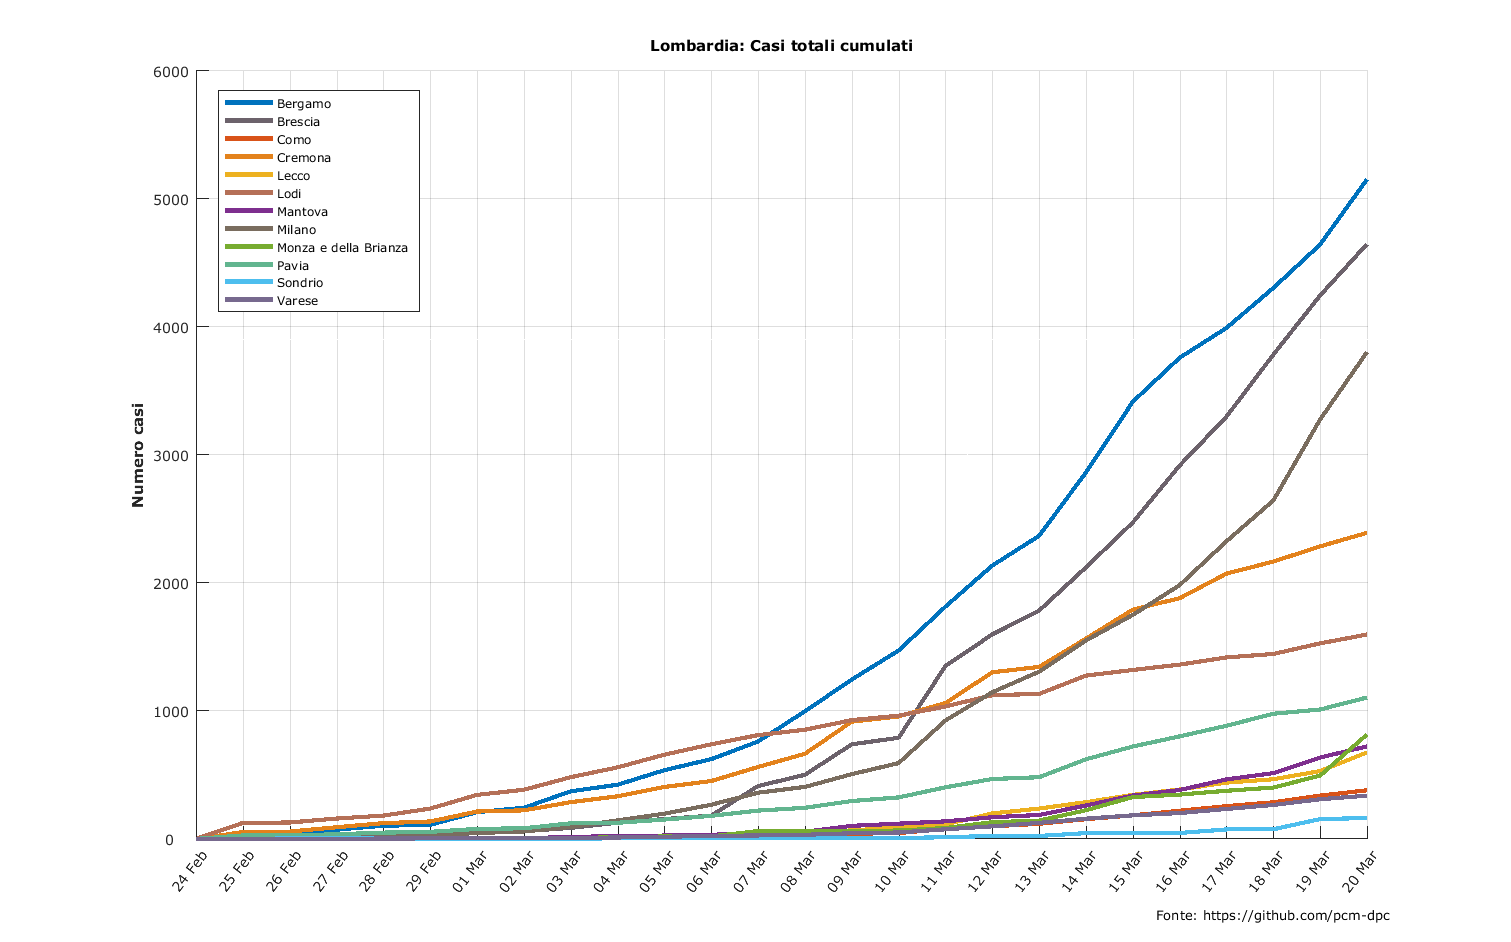 Lombardia: Casi totali cumulati
6000
5000
4000
3000
2000
1000
0
Numero casi
Bergamo
Brescia
Como
Cremona
Lecco
Lodi
Mantova
Milano
Monza e della Brianza
Pavia
Sondrio
Varese
24 Feb
25 Feb
26 Feb
27 Feb
28 Feb
29 Feb
01 Mar
02 Mar
03 Mar
04 Mar
05 Mar
06 Mar
07 Mar
08 Mar
09 Mar
10 Mar
11 Mar
12 Mar
13 Mar
14 Mar
15 Mar
16 Mar
17 Mar
18 Mar
19 Mar
20 Mar
Fonte: https://github.com/pcm-dpc